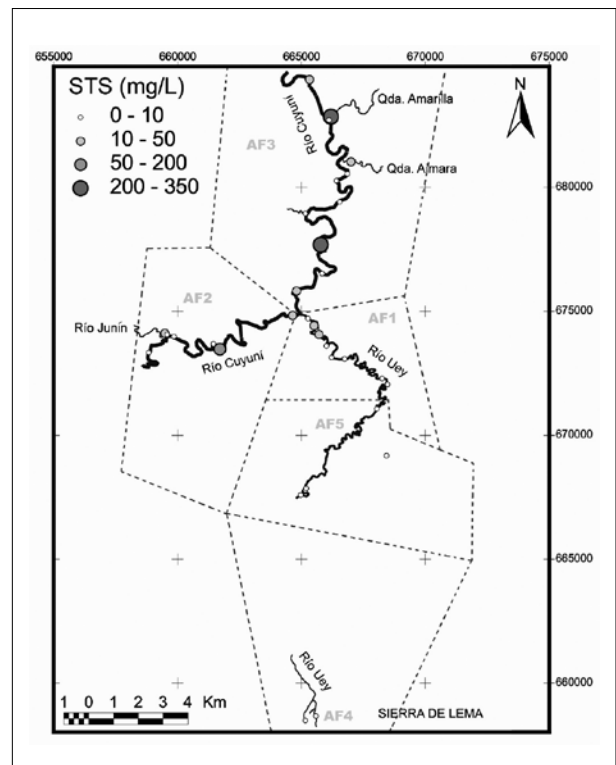 655000 660000 665000 670000 675000
STS (mg/L)
0 - 10
10 - 50
50 - 200
200 - 350
N
Qda. Amarilla
Río Cuyuní
AF3
Qda. Aimara
680000
AF2
675000
AF1
Río Junín
Río Cuyuní
Río Uey
AF5
670000
665000
Río Uey
660000
1 0 1 2 3 4 Km
AF4
SIERRA DE LEMA